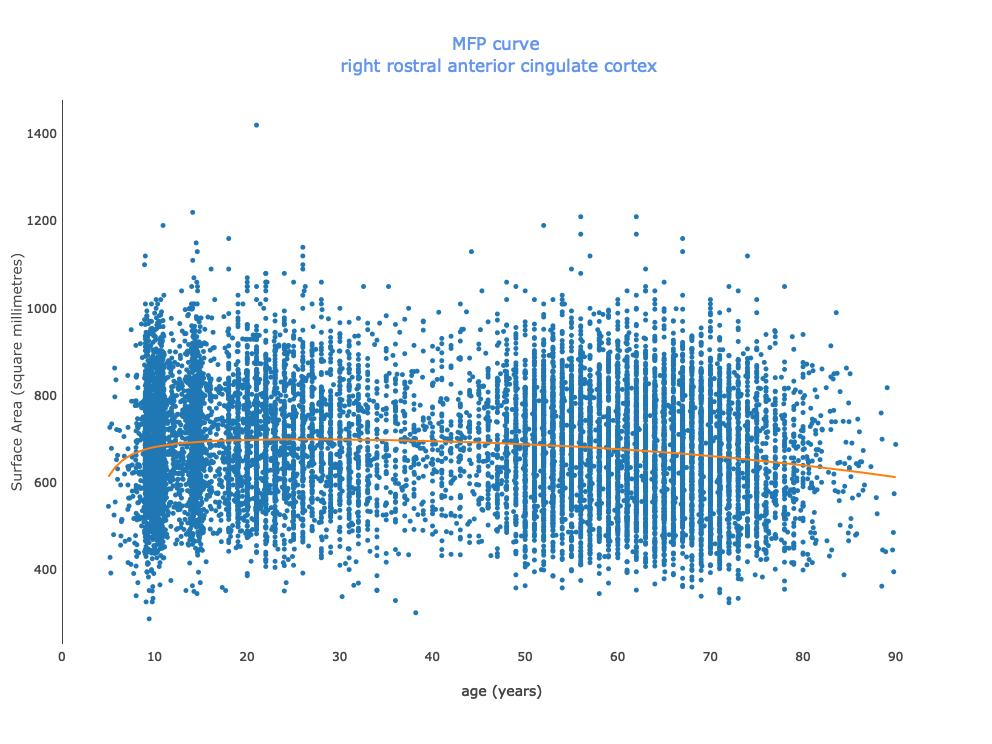 MFP curve
right rostral anterior cingulate cortex
Surface Area (square millimetres)
1400
1200
1000
800
600
400
0 10 20 30 40 50 60 70 80 90
age (years)